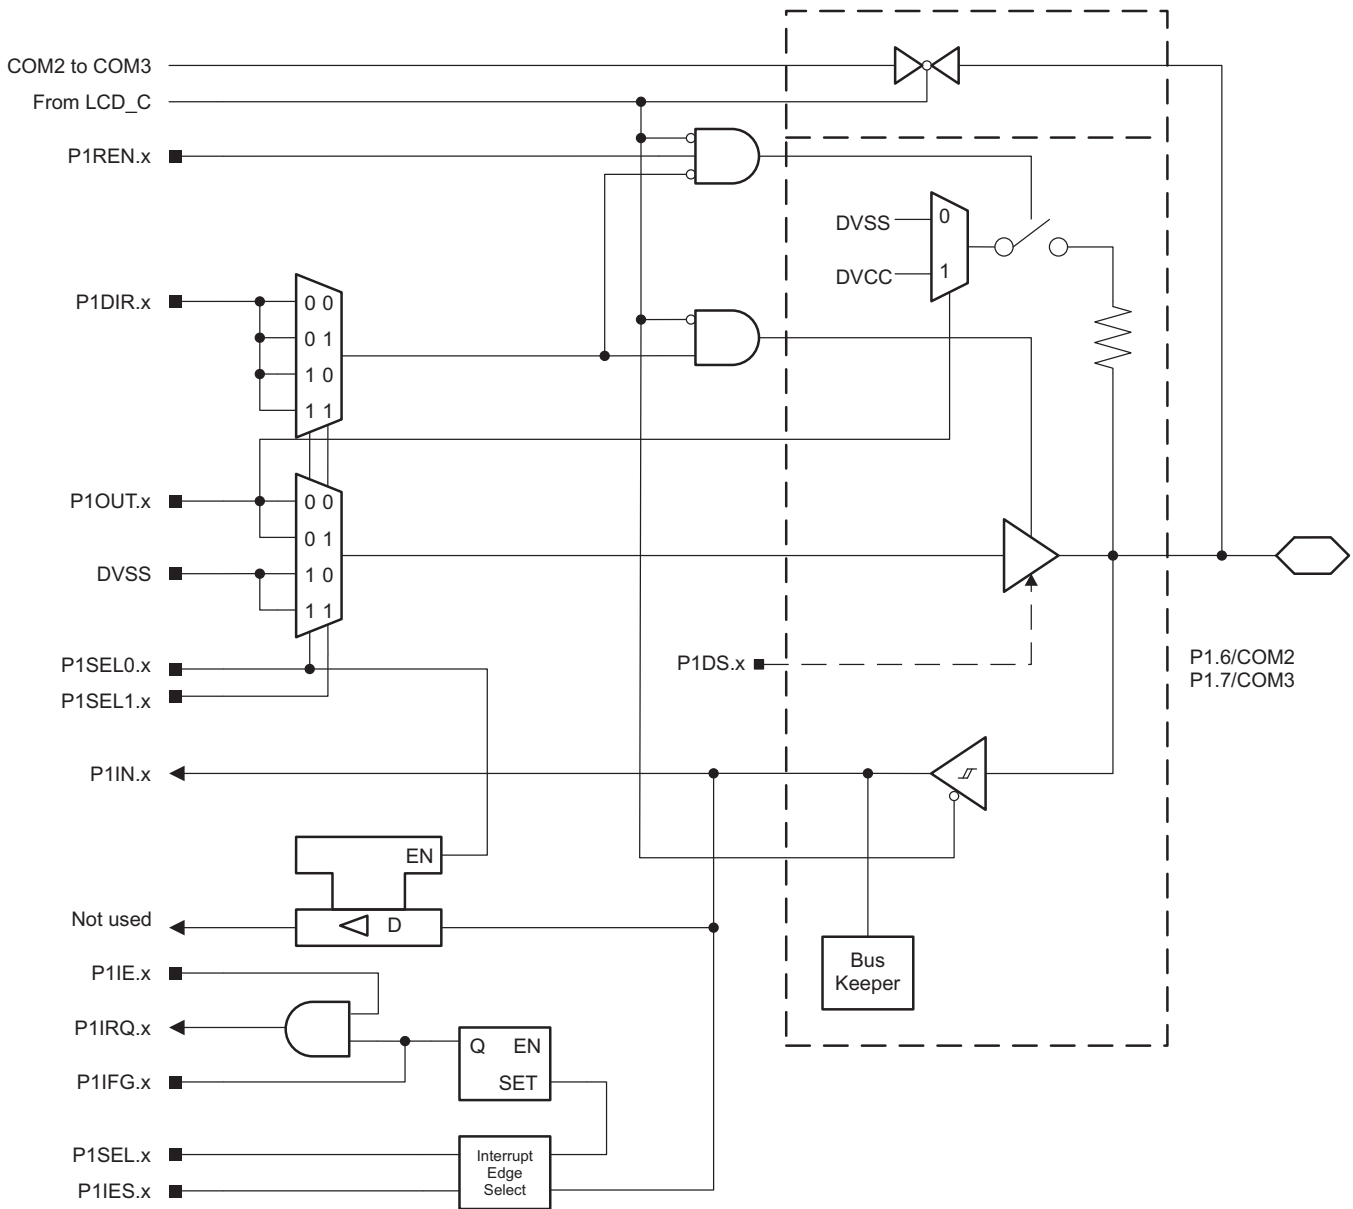 COM2 to COM3
From LCD_C
P1REN.x
DVSS
0
DVCC
1
P1DIR.x
0 0
0 1
1 0
1 1
P1OUT.x
0 0
0 1
DVSS
1 0
1 1
P1SEL0.x
P1SEL1.x
P1DS.x
P1.6/COM2
P1.7/COM3
P1IN.x
EN
Not used
D
Bus
Keeper
P1IE.x
P1IRQ.x
Q EN
SET
P1IFG.x
P1SEL.x
P1IES.x
Interrupt
Edge
Select